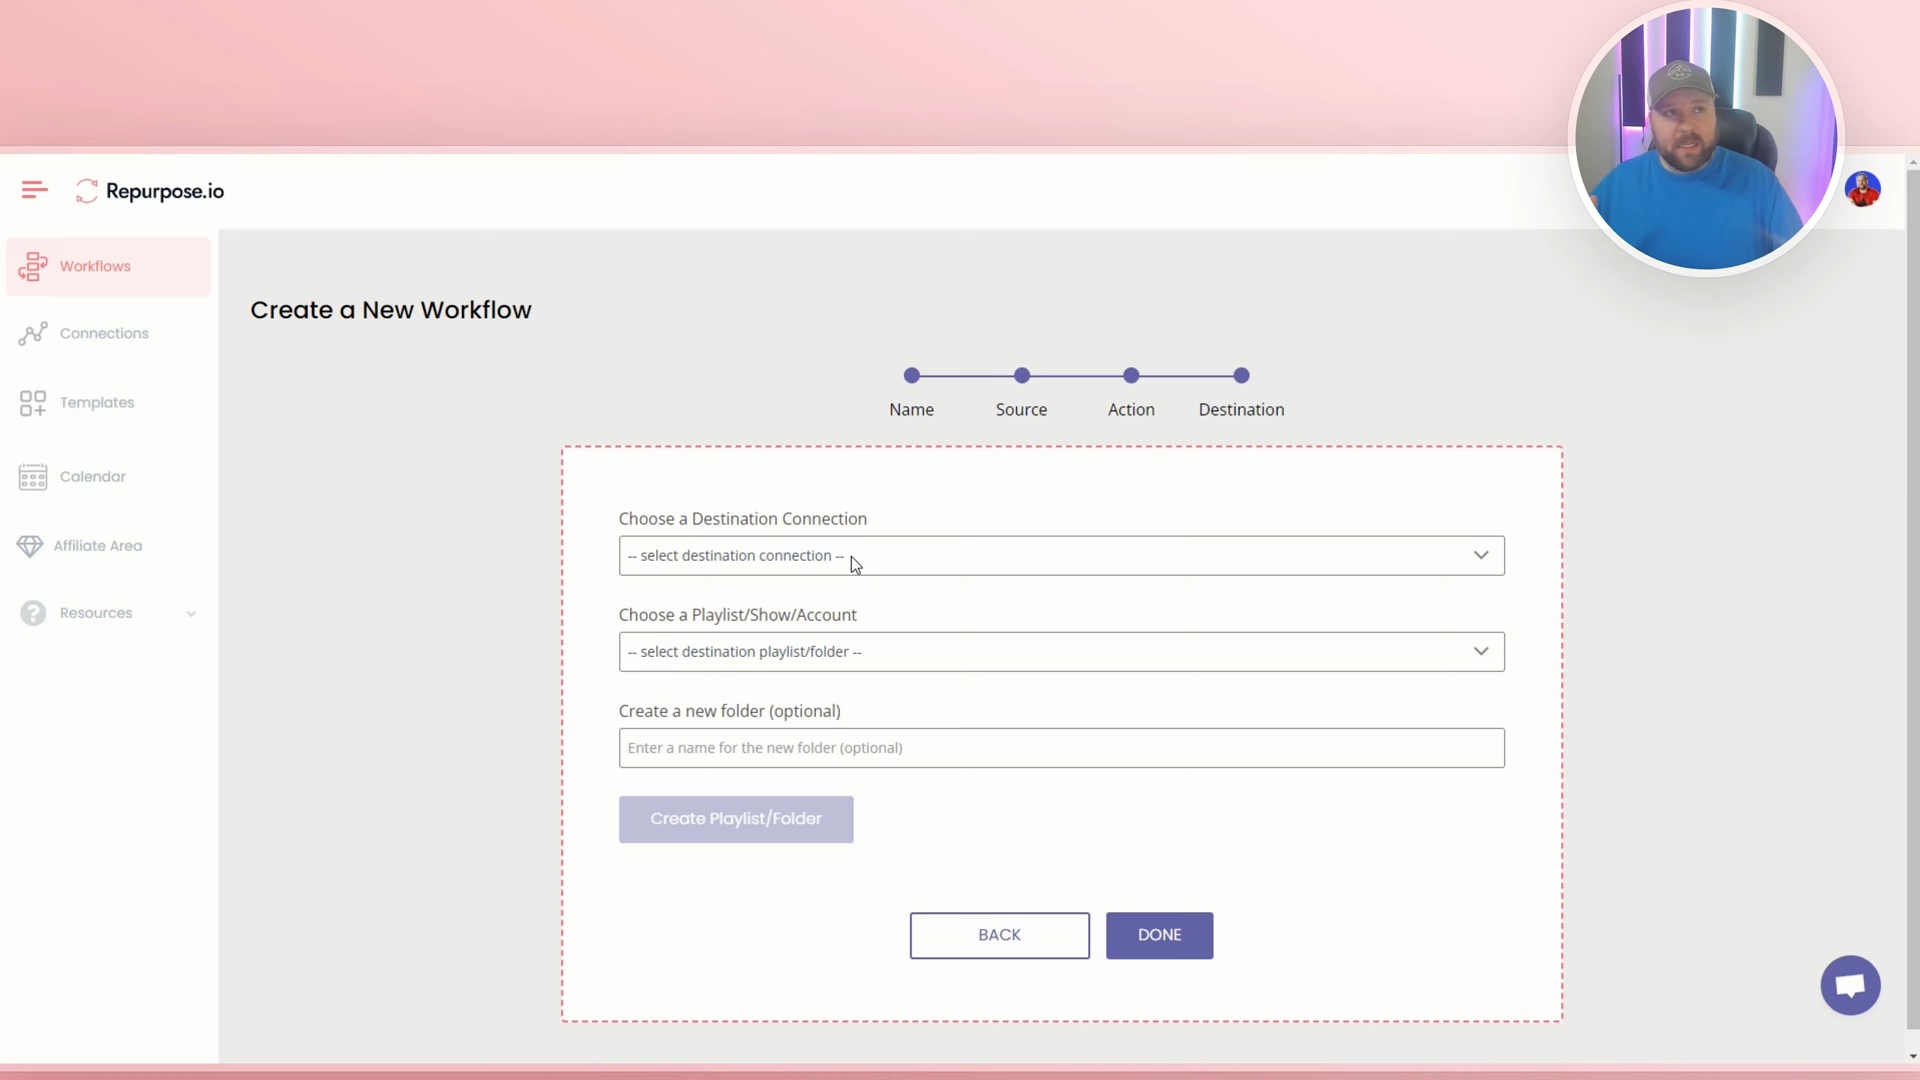 Repurpose.io
Workflows
Connections
Templates
Calendar
Affiliate Area
Resources
Create a New Workflow
Name
Source
Action
Destination
Choose a Destination Connection
-- select destination connection --
Choose a Playlist/Show/Account
-- select destination playlist/folder --
Create a new folder (optional)
Enter a name for the new folder (optional)
Create Playlist/Folder
BACK
DONE